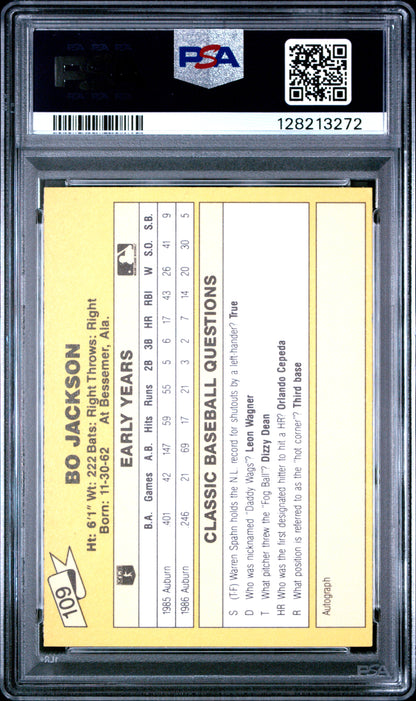 PSA
128213272
109
BO JACKSON
Ht: 6'1" Wt: 222 Bats: Right Throws: Right
Born: 11-30-62 At Bessemer, Ala.
EARLY YEARS
B.A. Games A.B. Hits Runs 2B 3B HR RBI W S.O. S.B.
1985 Auburn 401 42 147 59 55 5 6 17 43 26 41 9
1986 Auburn 246 21 69 17 21 3 2 7 14 20 30 5
CLASSIC BASEBALL QUESTIONS
S (TF) Warren Spahn holds the N.L. record for shutouts by a left-hander? True
D Who was nicknamed "Daddy Wags"? Leon Wagner
T What pitcher threw the "Fog Ball"? Dizzy Dean
HR Who was the first designated hitter to hit a HR? Orlando Cepeda
R What position is referred to as the "hot corner"? Third base
Autograph
PSA